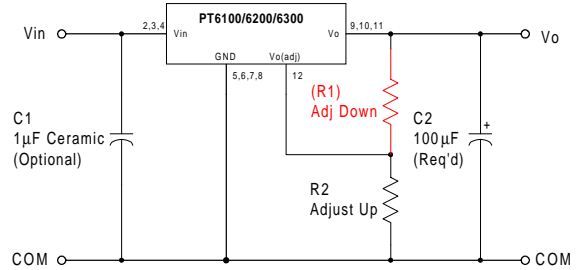 PT6100/6200/6300
Vin
2,3,4
Vin
Vo
9,10,11
Vo
GND
Vo(adj)
5,6,7,8
12
(R1)
Adj Down
C1
1µF Ceramic
(Optional)
C2
100µF
(Req'd)
+
R2
Adjust Up
COM
COM